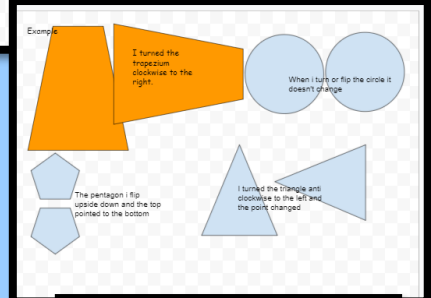 Example
I turned the
trapezium
clockwise to the
right.
When i turn or flip the circle it
doesn't change
The pentagon i flip
upside down and the top
pointed to the bottom
I turned the triangle anti
clockwise to the left and
the point changed